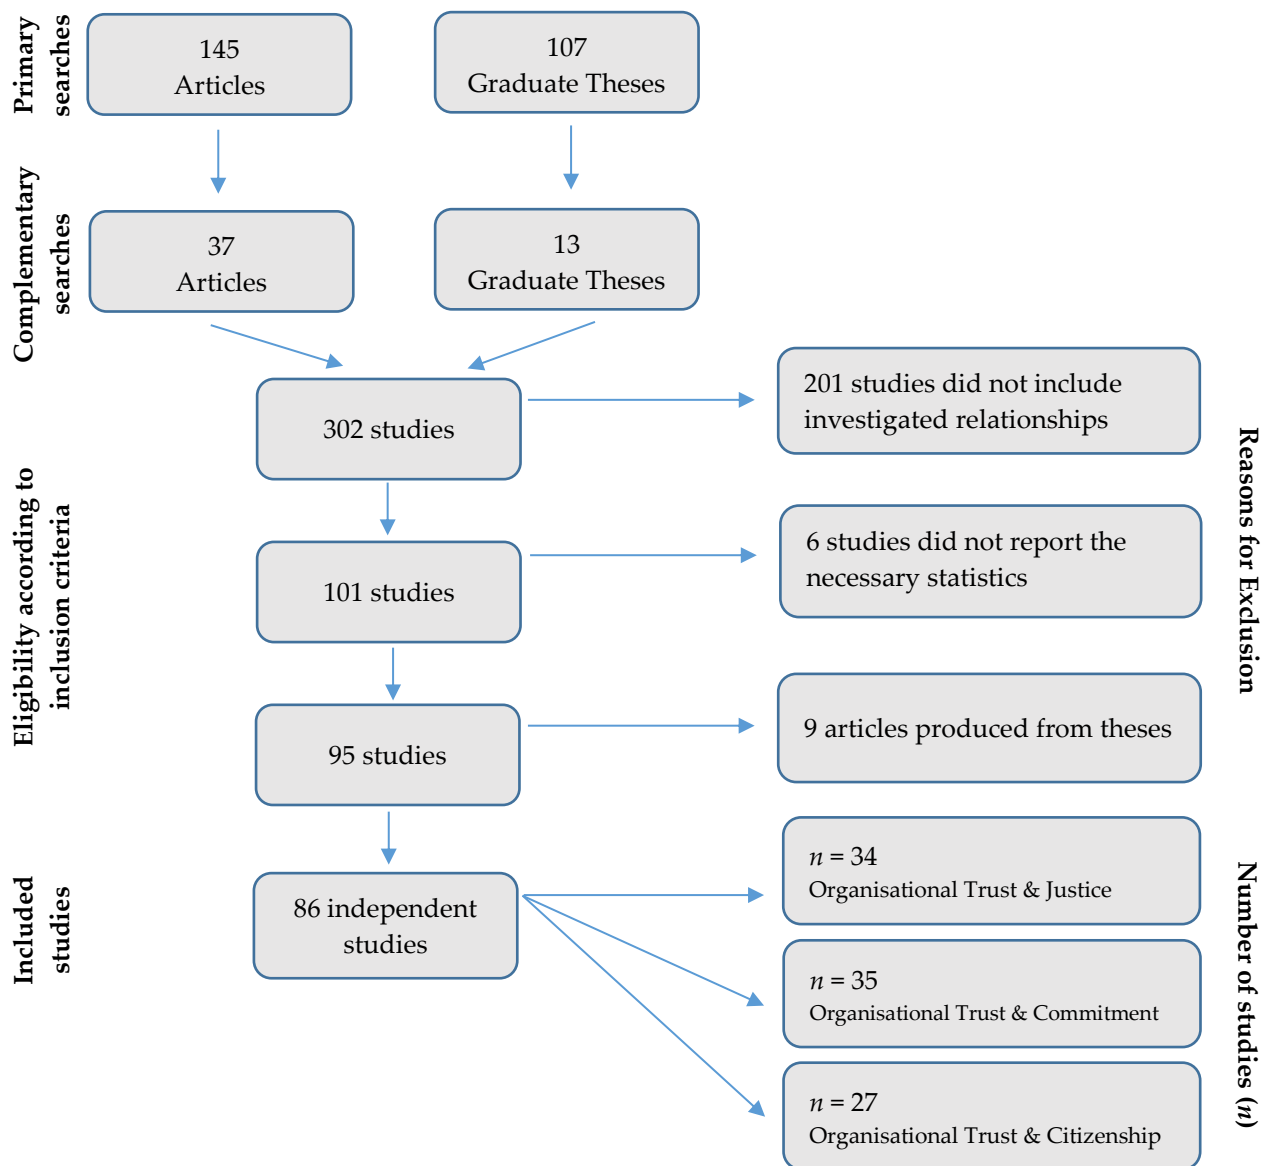 Primary
searches
145
Articles
107
Graduate Theses
Complementary
searches
37
Articles
13
Graduate Theses
Eligibility according to
inclusion criteria
302 studies
201 studies did not include
investigated relationships
Reasons for Exclusion
101 studies
6 studies did not report the
necessary statistics
95 studies
9 articles produced from theses
Included
studies
86 independent
studies
n = 34
Organisational Trust & Justice
Number of studies (n)
n = 35
Organisational Trust & Commitment
n = 27
Organisational Trust & Citizenship